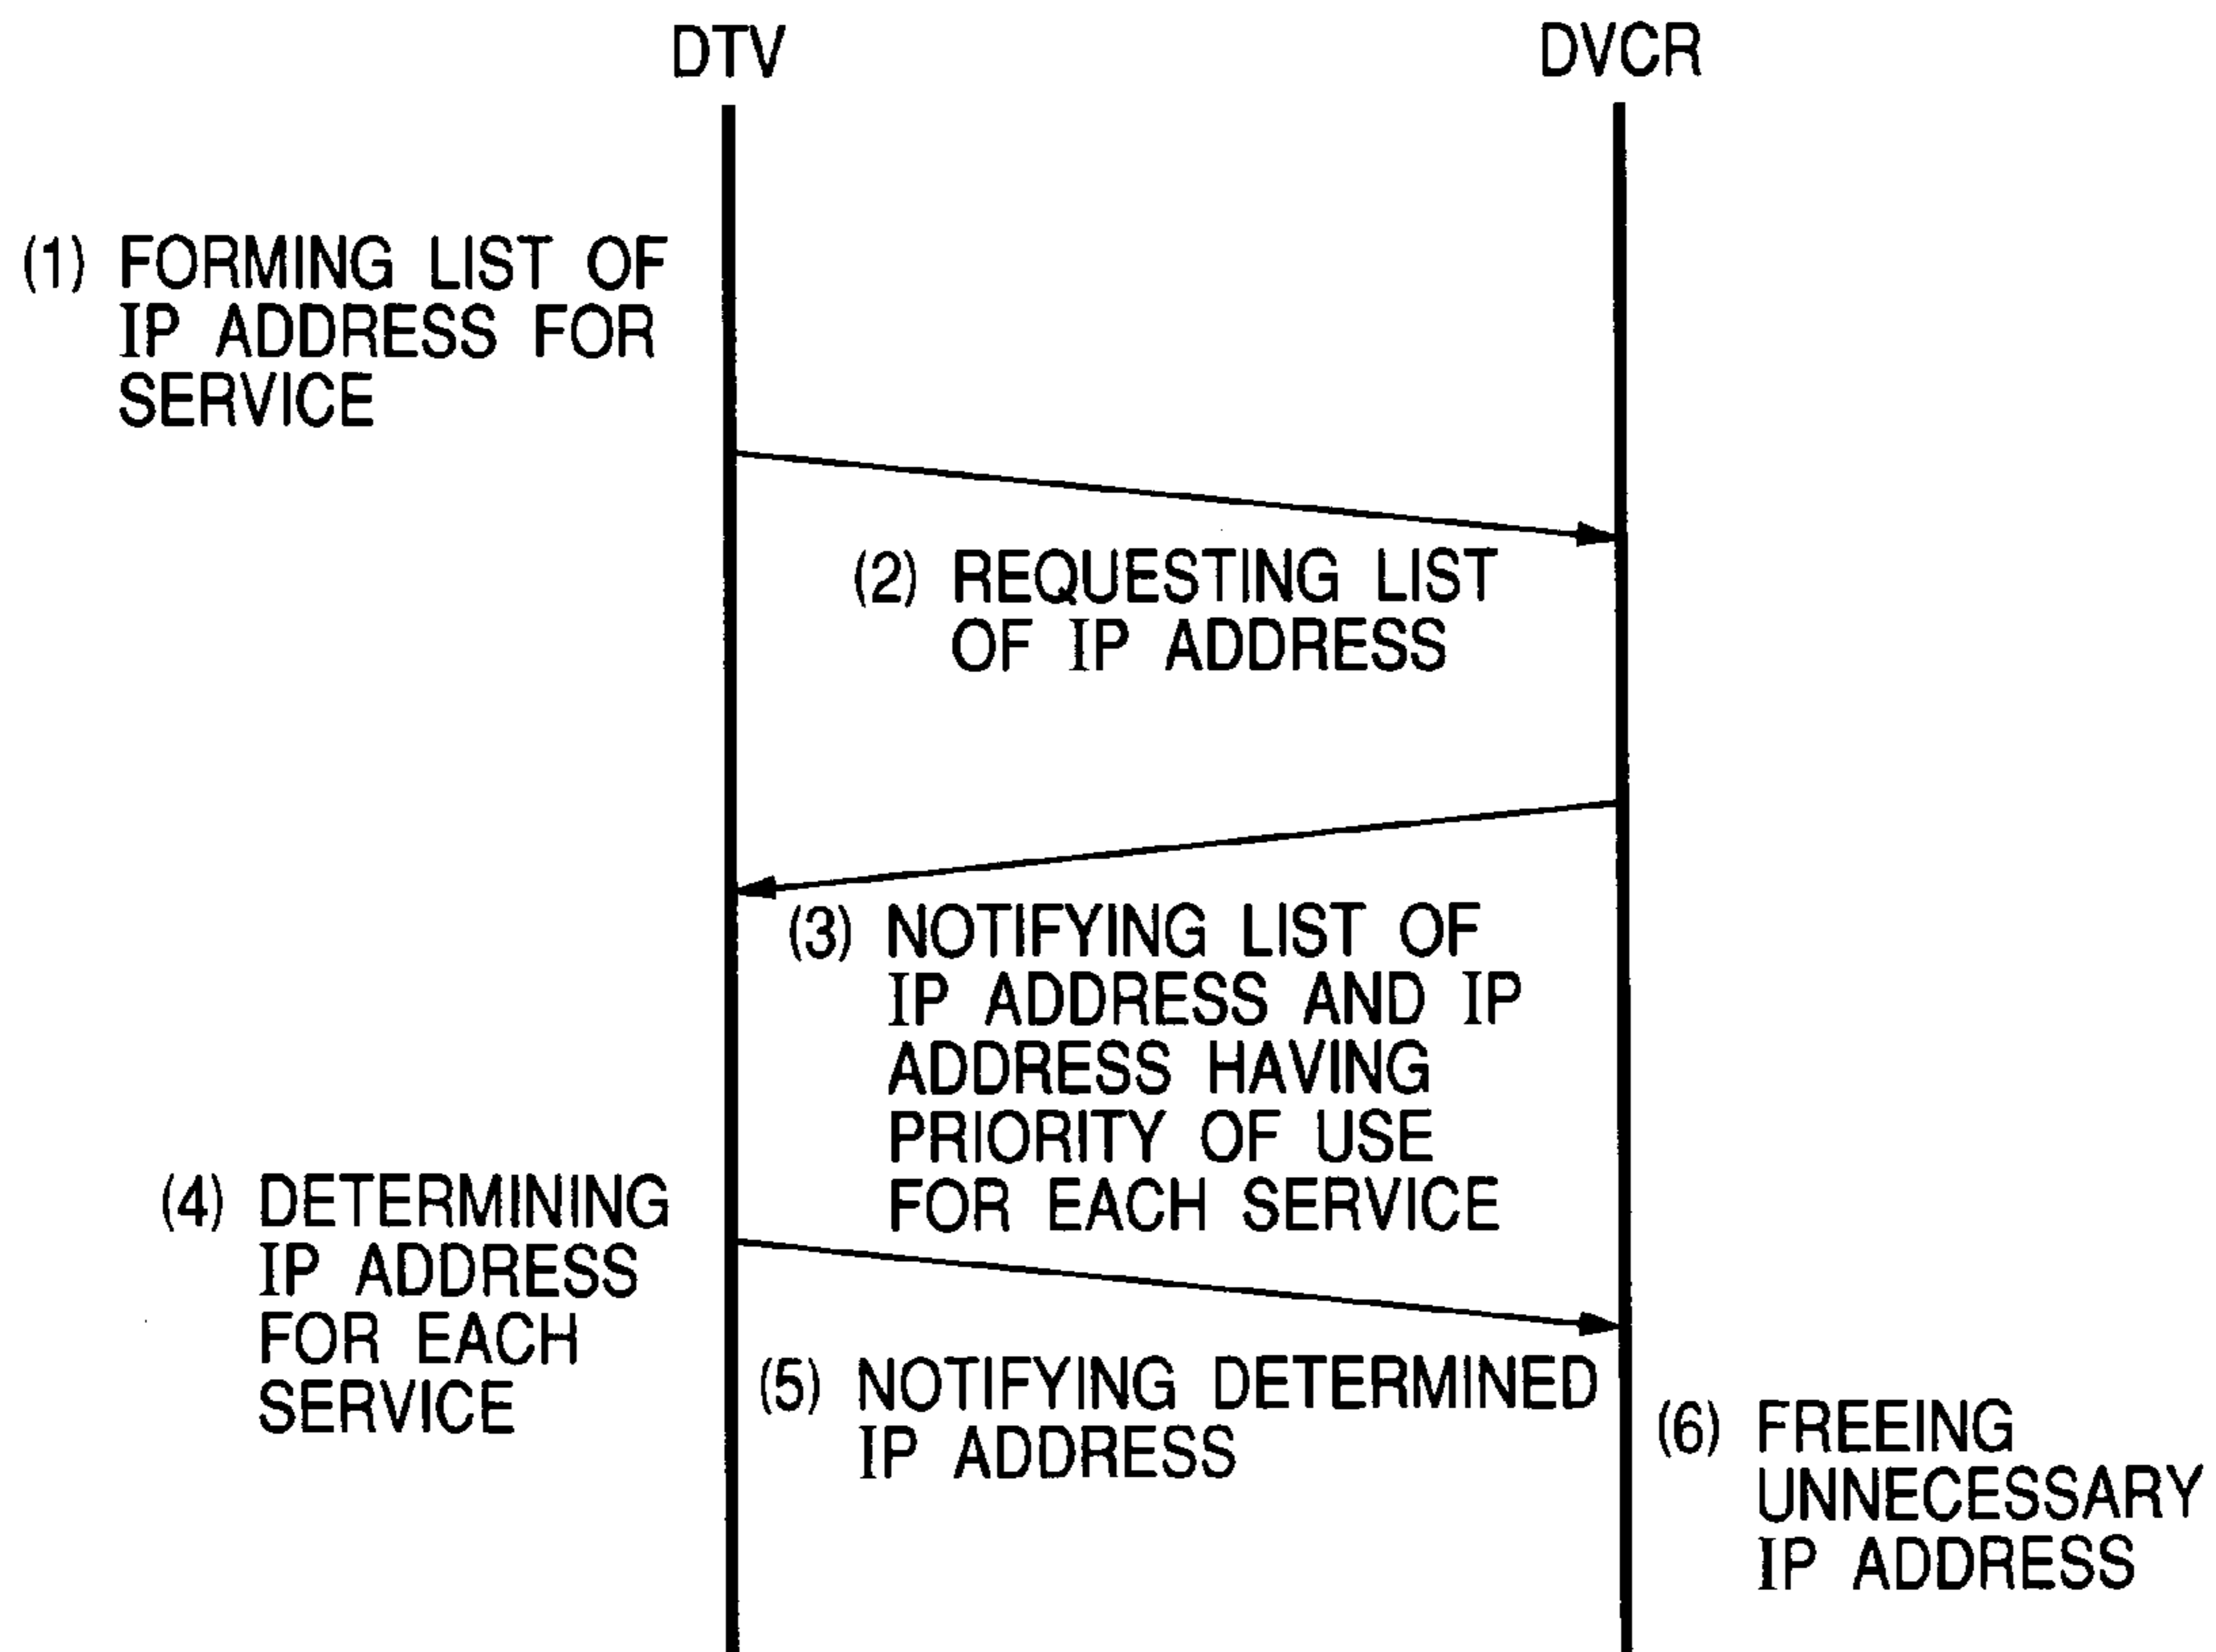 DTV
DVCR
(1) FORMING LIST OF
IP ADDRESS FOR
SERVICE
(2) REQUESTING LIST
OF IP ADDRESS
(3) NOTIFYING LIST OF
IP ADDRESS AND IP
ADDRESS HAVING
PRIORITY OF USE
FOR EACH SERVICE
(4) DETERMINING
IP ADDRESS
FOR EACH
SERVICE
(5) NOTIFYING DETERMINED
IP ADDRESS
(6) FREEING
UNNECESSARY
IP ADDRESS